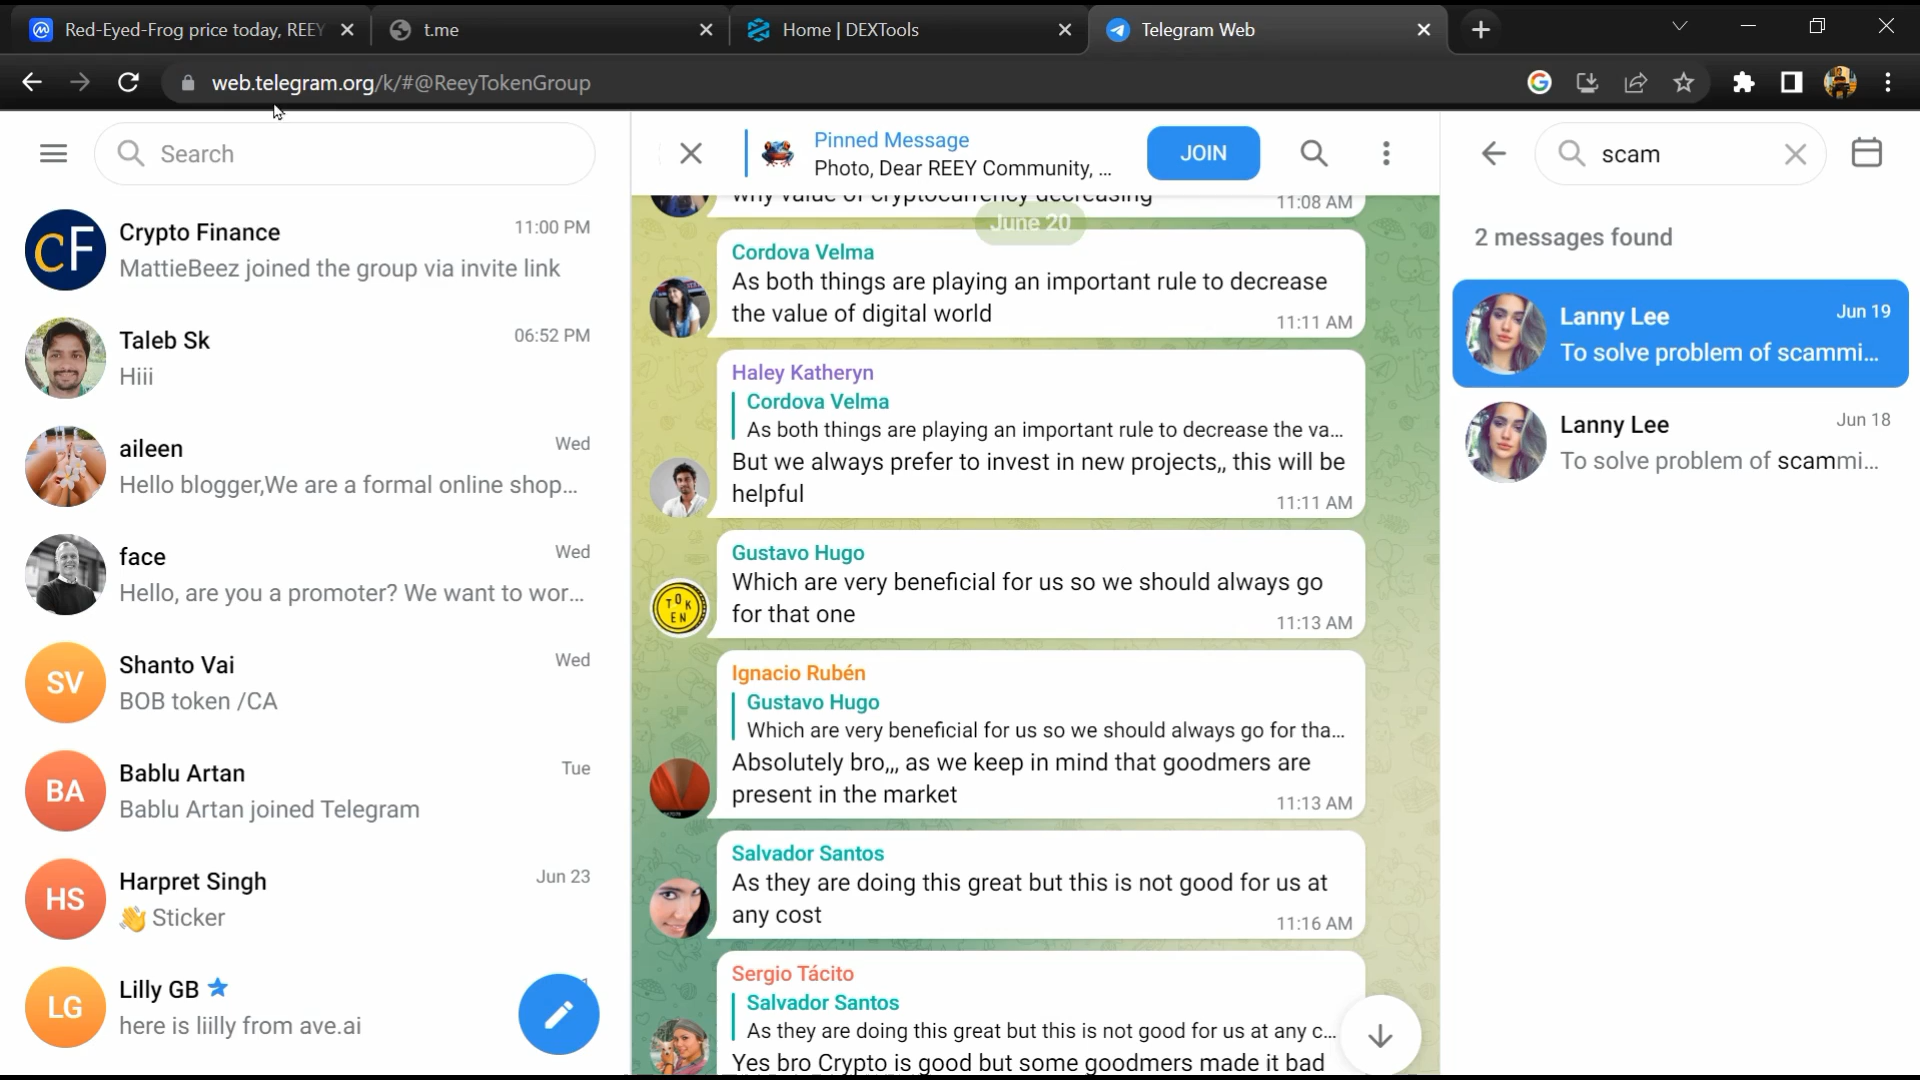 Red-Eyed-Frog price today, REEY
t.me
Home | DEXTools
Telegram Web
web.telegram.org/k/#@ReeyTokenGroup
Search
CF
Crypto Finance
11:00 PM
MattieBeez joined the group via invite link
Taleb Sk
06:52 PM
Hiii
aileen
Wed
Hello blogger,We are a formal online shop...
face
Wed
Hello, are you a promoter? We want to wor...
SV
Shanto Vai
Wed
BOB token /CA
BA
Bablu Artan
Tue
Bablu Artan joined Telegram
HS
Harpret Singh
Jun 23
Sticker
LG
Lilly GB
here is liilly from ave.ai
Pinned Message
Photo, Dear REEY Community, ...
JOIN
why value of cryptocurrency decreasing
11:08 AM
June 20
Cordova Velma
As both things are playing an important rule to decrease
the value of digital world
11:11 AM
Haley Katheryn
Cordova Velma
As both things are playing an important rule to decrease the va...
But we always prefer to invest in new projects,, this will be
helpful
11:11 AM
Gustavo Hugo
Which are very beneficial for us so we should always go
for that one
11:13 AM
TOKEN
Ignacio Rubén
Gustavo Hugo
Which are very beneficial for us so we should always go for tha...
Absolutely bro,,, as we keep in mind that goodmers are
present in the market
11:13 AM
Salvador Santos
As they are doing this great but this is not good for us at
any cost
11:16 AM
Sergio Tácito
Salvador Santos
As they are doing this great but this is not good for us at any c...
Yes bro Crypto is good but some goodmers made it bad
scam
2 messages found
Lanny Lee
Jun 19
To solve problem of scammi...
Lanny Lee
Jun 18
To solve problem of scammi...